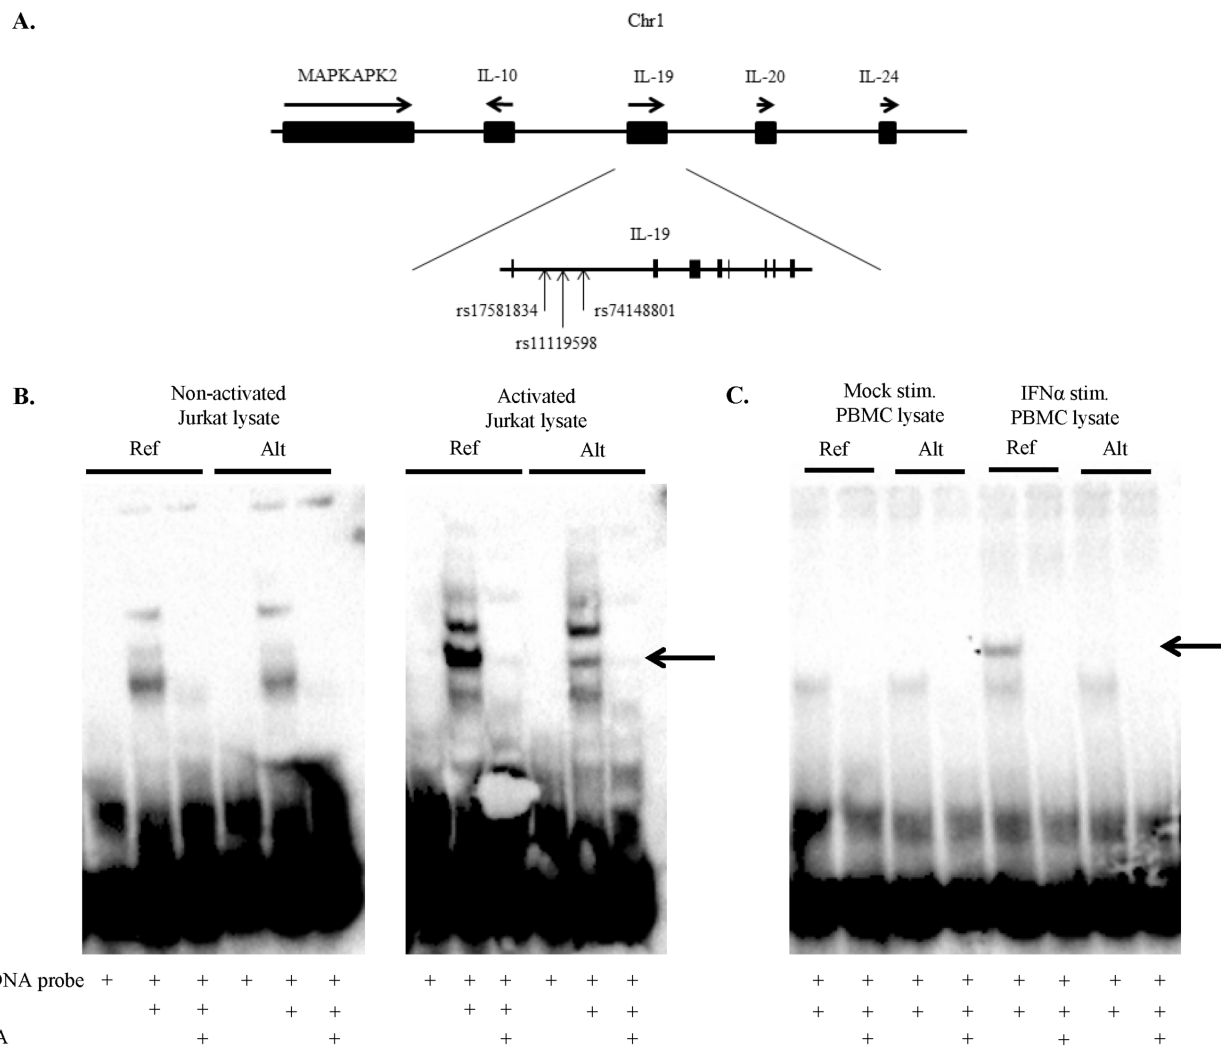 A.
Chr1
MAPKAPK2 IL-10 IL-19 IL-20 IL-24
IL-19
rs17581834 rs74148801
rs11119598
B.
Non-activated
Jurkat lysate
Ref Alt
Activated
Jurkat lysate
Ref Alt
C.
Mock stim.
PBMC lysate
IFNα stim.
PBMC lysate
Ref Alt Ref Alt
probe + + + + + + + + + + + + + + + + + + + +
+ + + + + + + + + + + + + + + +
+ + + + + + + +